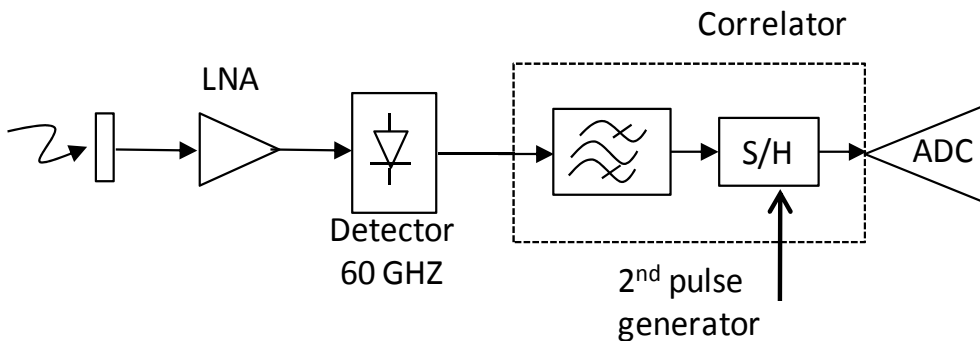 Correlator
LNA
S/H
ADC
Detector
60 GHZ
2nd pulse
generator